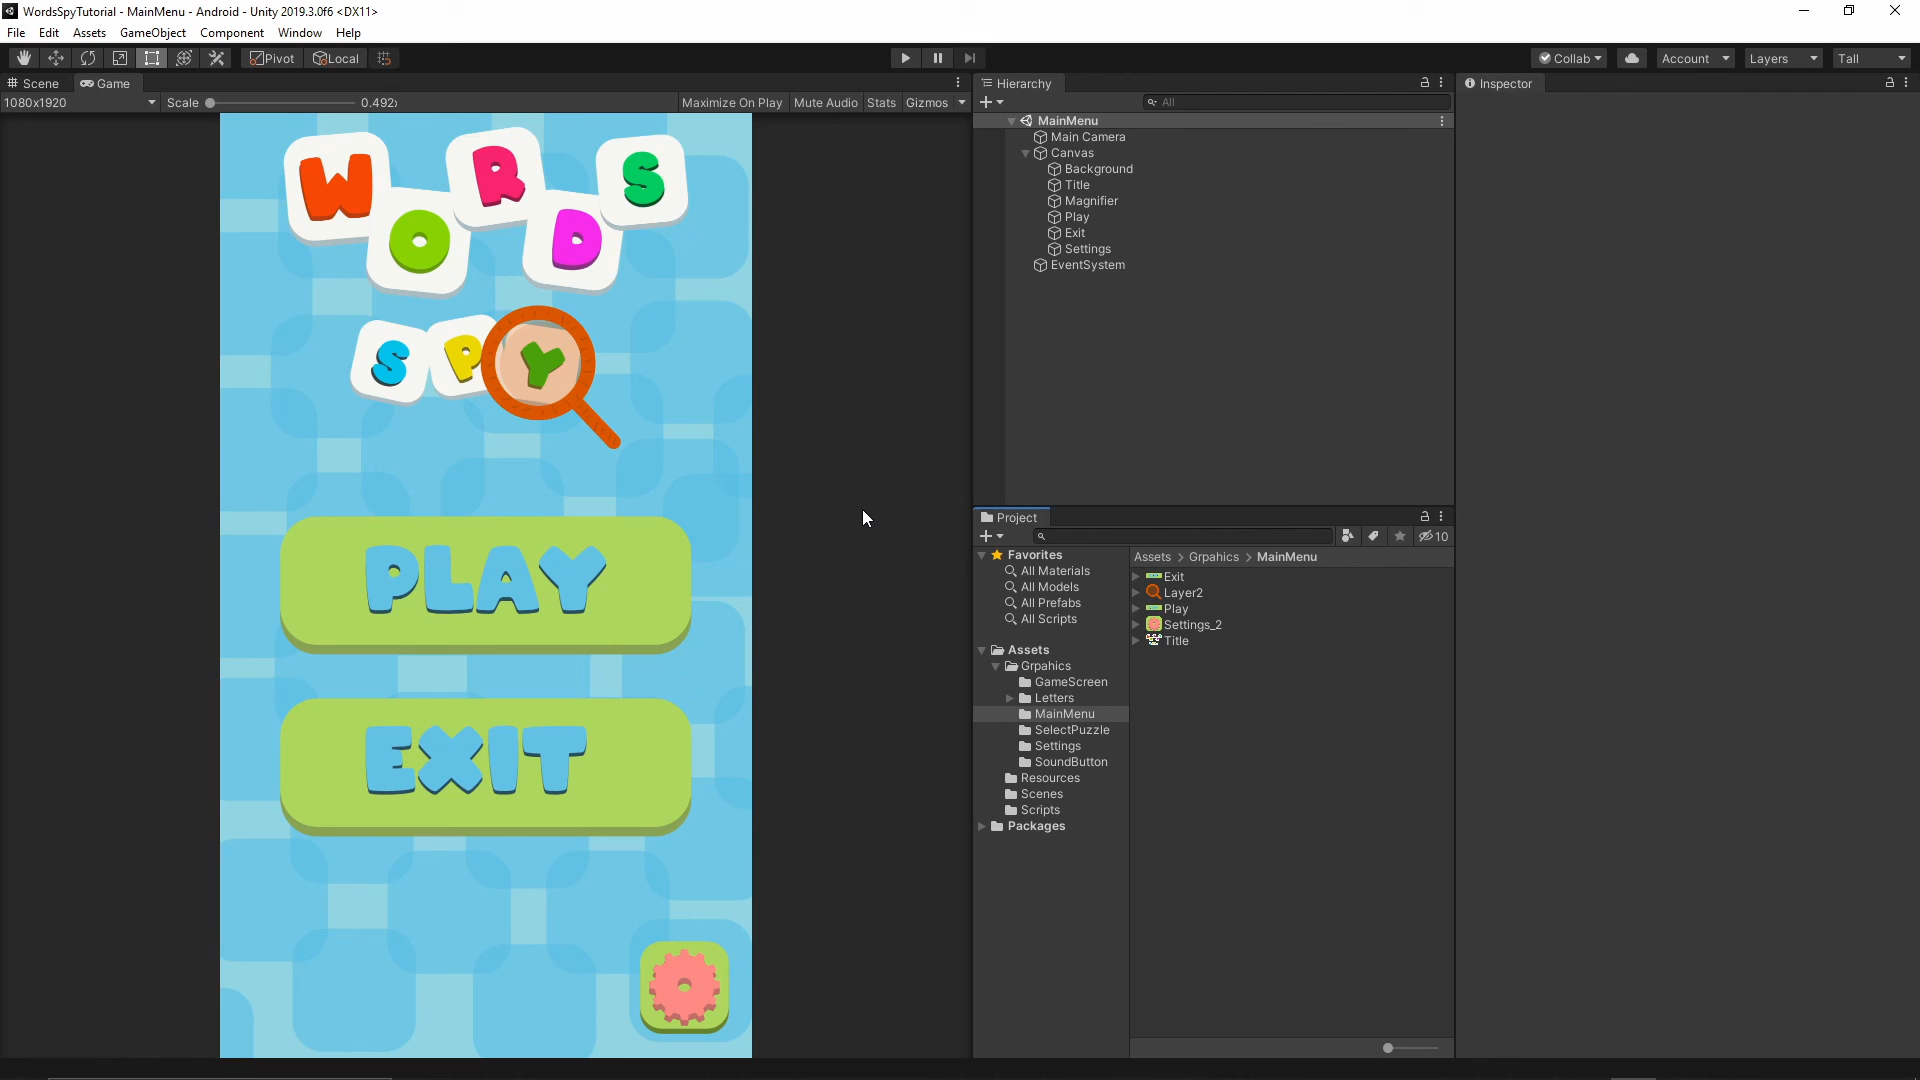 WordsSpyTutorial - MainMenu - Android - Unity 2019.3.0f6 <DX11>
File Edit Assets GameObject Component Window Help
Pivot Local Collab Account Layers Tall
Scene Game
1080x1920 Scale 0.492x Maximize On Play Mute Audio Stats Gizmos
WORDS
SPY
PLAY
EXIT
Hierarchy
All
MainMenu
Main Camera
Canvas
Background
Title
Magnifier
Play
Exit
Settings
EventSystem
Project
10
Favorites
All Materials
All Models
All Prefabs
All Scripts
Assets
Grpahics
GameScreen
Letters
MainMenu
SelectPuzzle
Settings
SoundButton
Resources
Scenes
Scripts
Packages
Assets > Grpahics > MainMenu
Exit
Layer2
Play
Settings_2
Title
Inspector